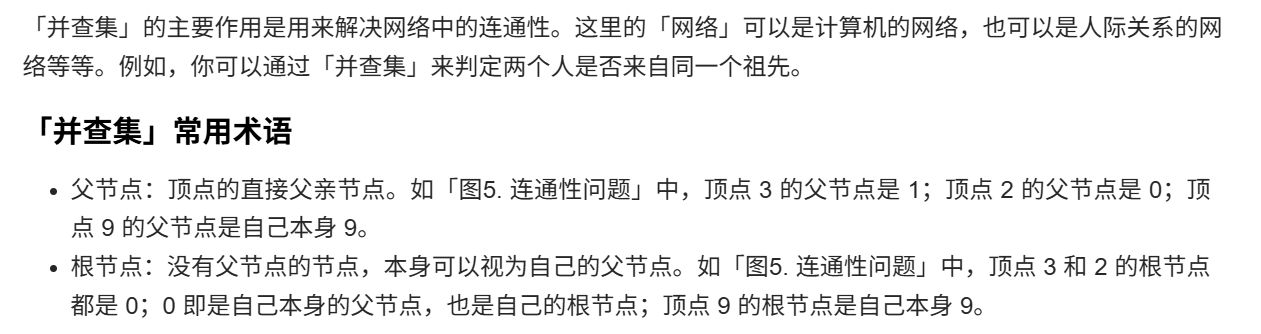 「并查集」的主要作用是用来解决网络中的连通性。这里的「网络」可以是计算机的网络，也可以是人际关系的网
络等等。例如，你可以通过「并查集」来判定两个人是否来自同一个祖先。
「并查集」常用术语
• 父节点：顶点的直接父亲节点。如「图5. 连通性问题」中，顶点 3 的父节点是 1；顶点 2 的父节点是 0；顶
点 9 的父节点是自己本身 9。
• 根节点：没有父节点的节点，本身可以视为自己的父节点。如「图5. 连通性问题」中，顶点 3 和 2 的根节点
都是 0；0 即是自己本身的父节点，也是自己的根节点；顶点 9 的根节点是自己本身 9。